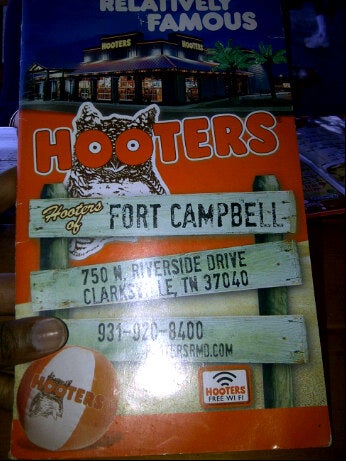 RELATIVELY
FAMOUS
HOOTERS HOOTERS
HOOTERS
Hooters of
FORT CAMPBELL
750 N. RIVERSIDE DRIVE
CLARKSVILLE, TN 37040
931-920-8400
HOOTERS
HOOTERS
FREE WI FI